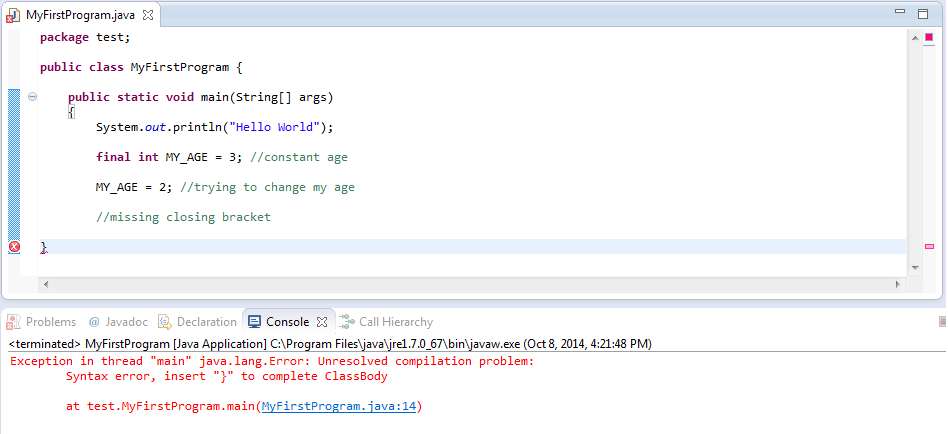 MyFirstProgram.java
package test;
public class MyFirstProgram {
public static void main(String[] args)
{
System.out.println("Hello World");
final int MY_AGE = 3; //constant age
MY_AGE = 2; //trying to change my age
//missing closing bracket
}
Problems @ Javadoc Declaration Console Call Hierarchy
<terminated> MyFirstProgram [Java Application] C:\Program Files\java\jre1.7.0_67\bin\javaw.exe (Oct 8, 2014, 4:21:48 PM)
Exception in thread "main" java.lang.Error: Unresolved compilation problem:
Syntax error, insert "}" to complete ClassBody
at test.MyFirstProgram.main(MyFirstProgram.java:14)